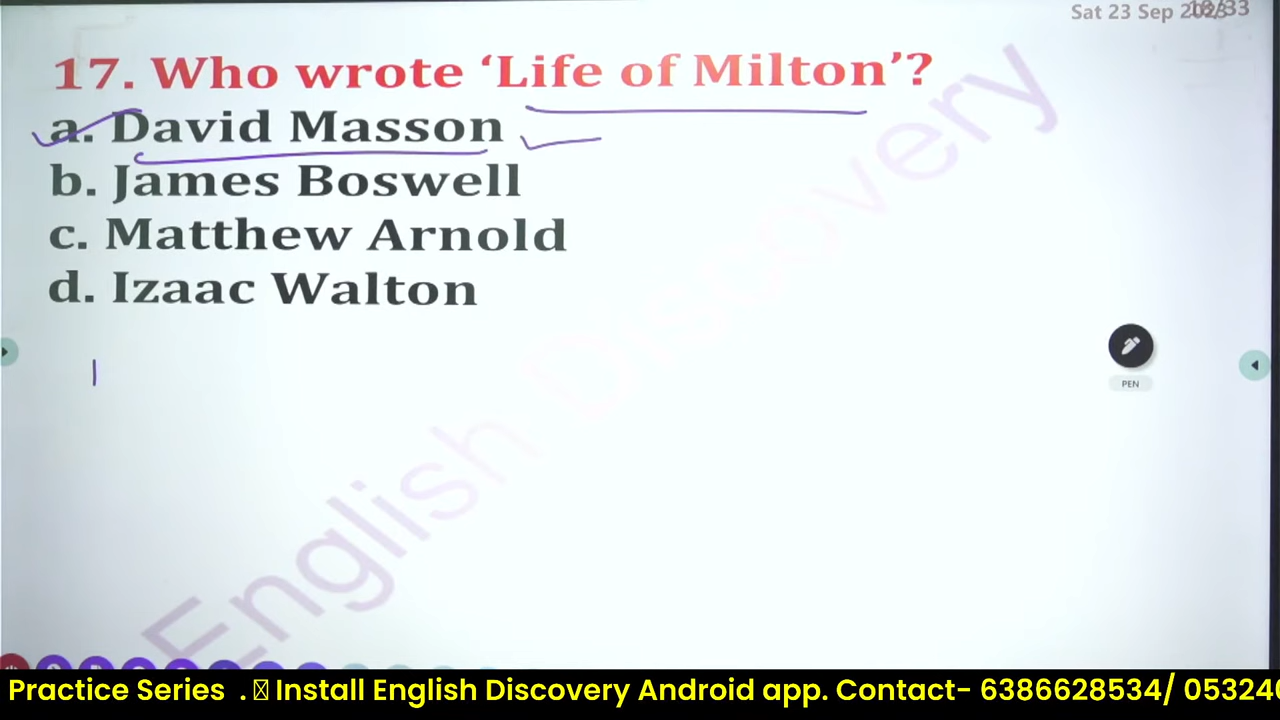 Sat 23 Sep
17. Who wrote ‘Life of Milton’?
a. David Masson
b. James Boswell
c. Matthew Arnold
d. Izaac Walton
PEN
English Discovery
Practice Series . Install English Discovery Android app. Contact- 6386628534/ 05324